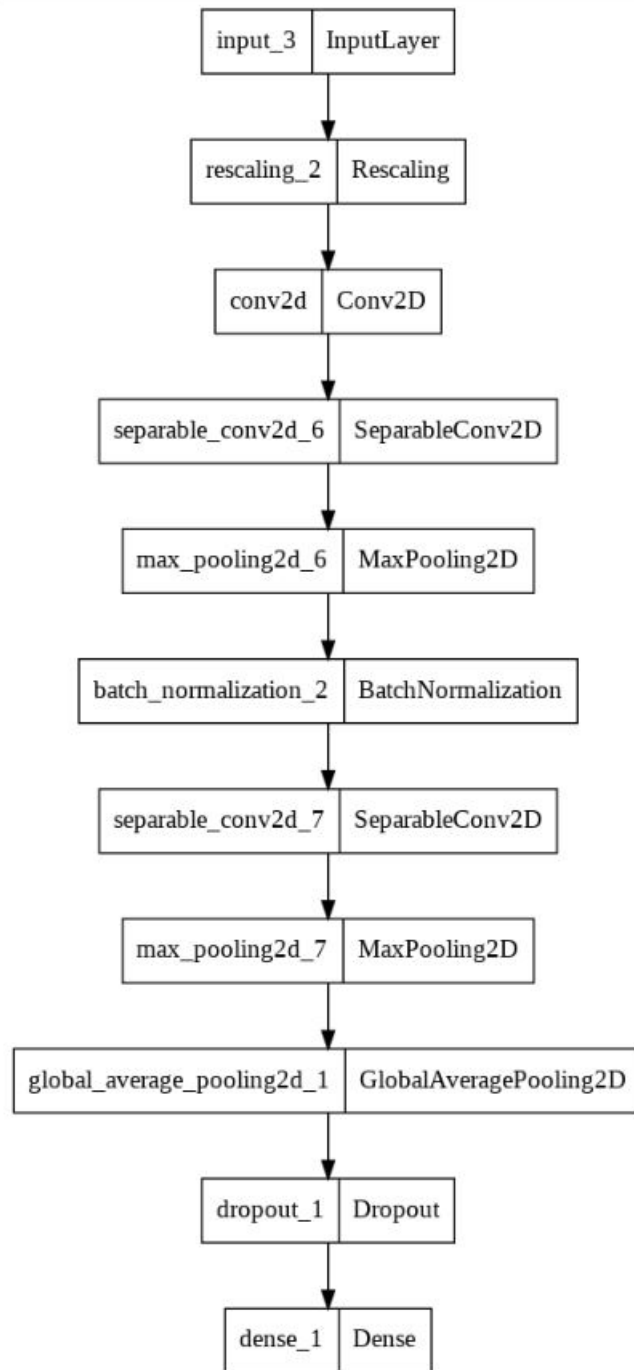 input_3 InputLayer
rescaling_2 Rescaling
conv2d Conv2D
separable_conv2d_6 SeparableConv2D
max_pooling2d_6 MaxPooling2D
batch_normalization_2 BatchNormalization
separable_conv2d_7 SeparableConv2D
max_pooling2d_7 MaxPooling2D
global_average_pooling2d_1 GlobalAveragePooling2D
dropout_1 Dropout
dense_1 Dense